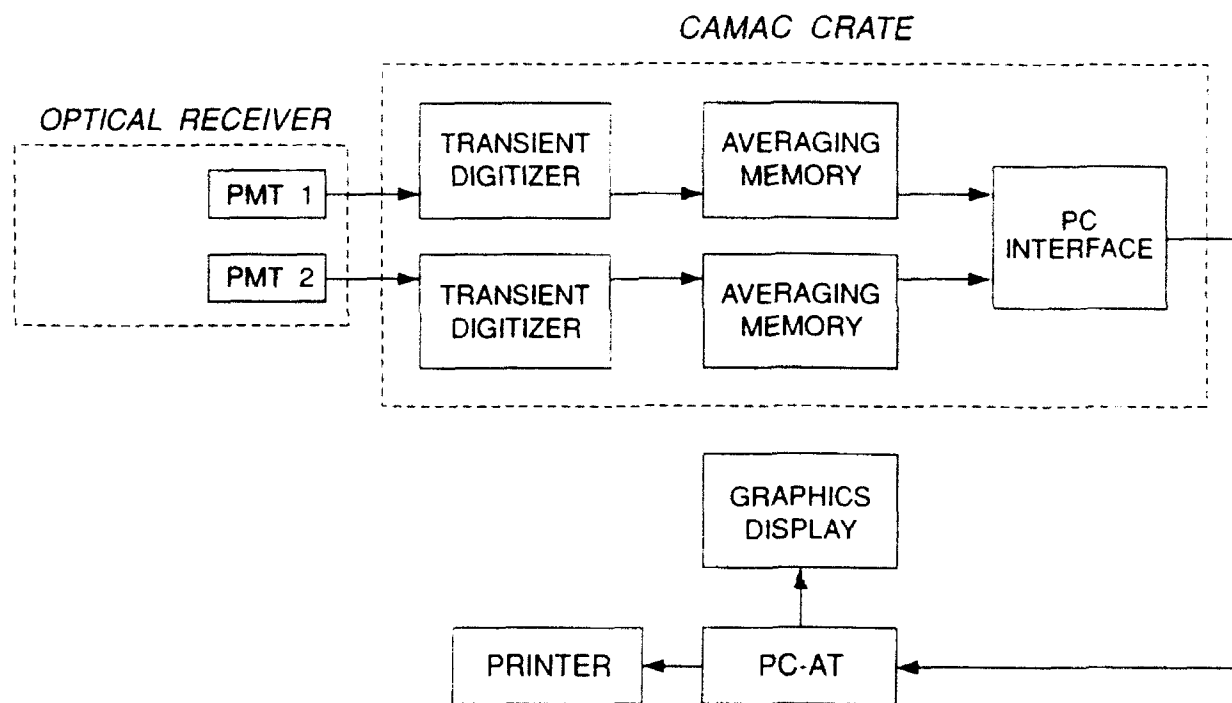 CAMAC CRATE
OPTICAL RECEIVER
PMT 1
TRANSIENT
DIGITIZER
AVERAGING
MEMORY
PMT 2
TRANSIENT
DIGITIZER
AVERAGING
MEMORY
PC
INTERFACE
GRAPHICS
DISPLAY
PRINTER
PC-AT